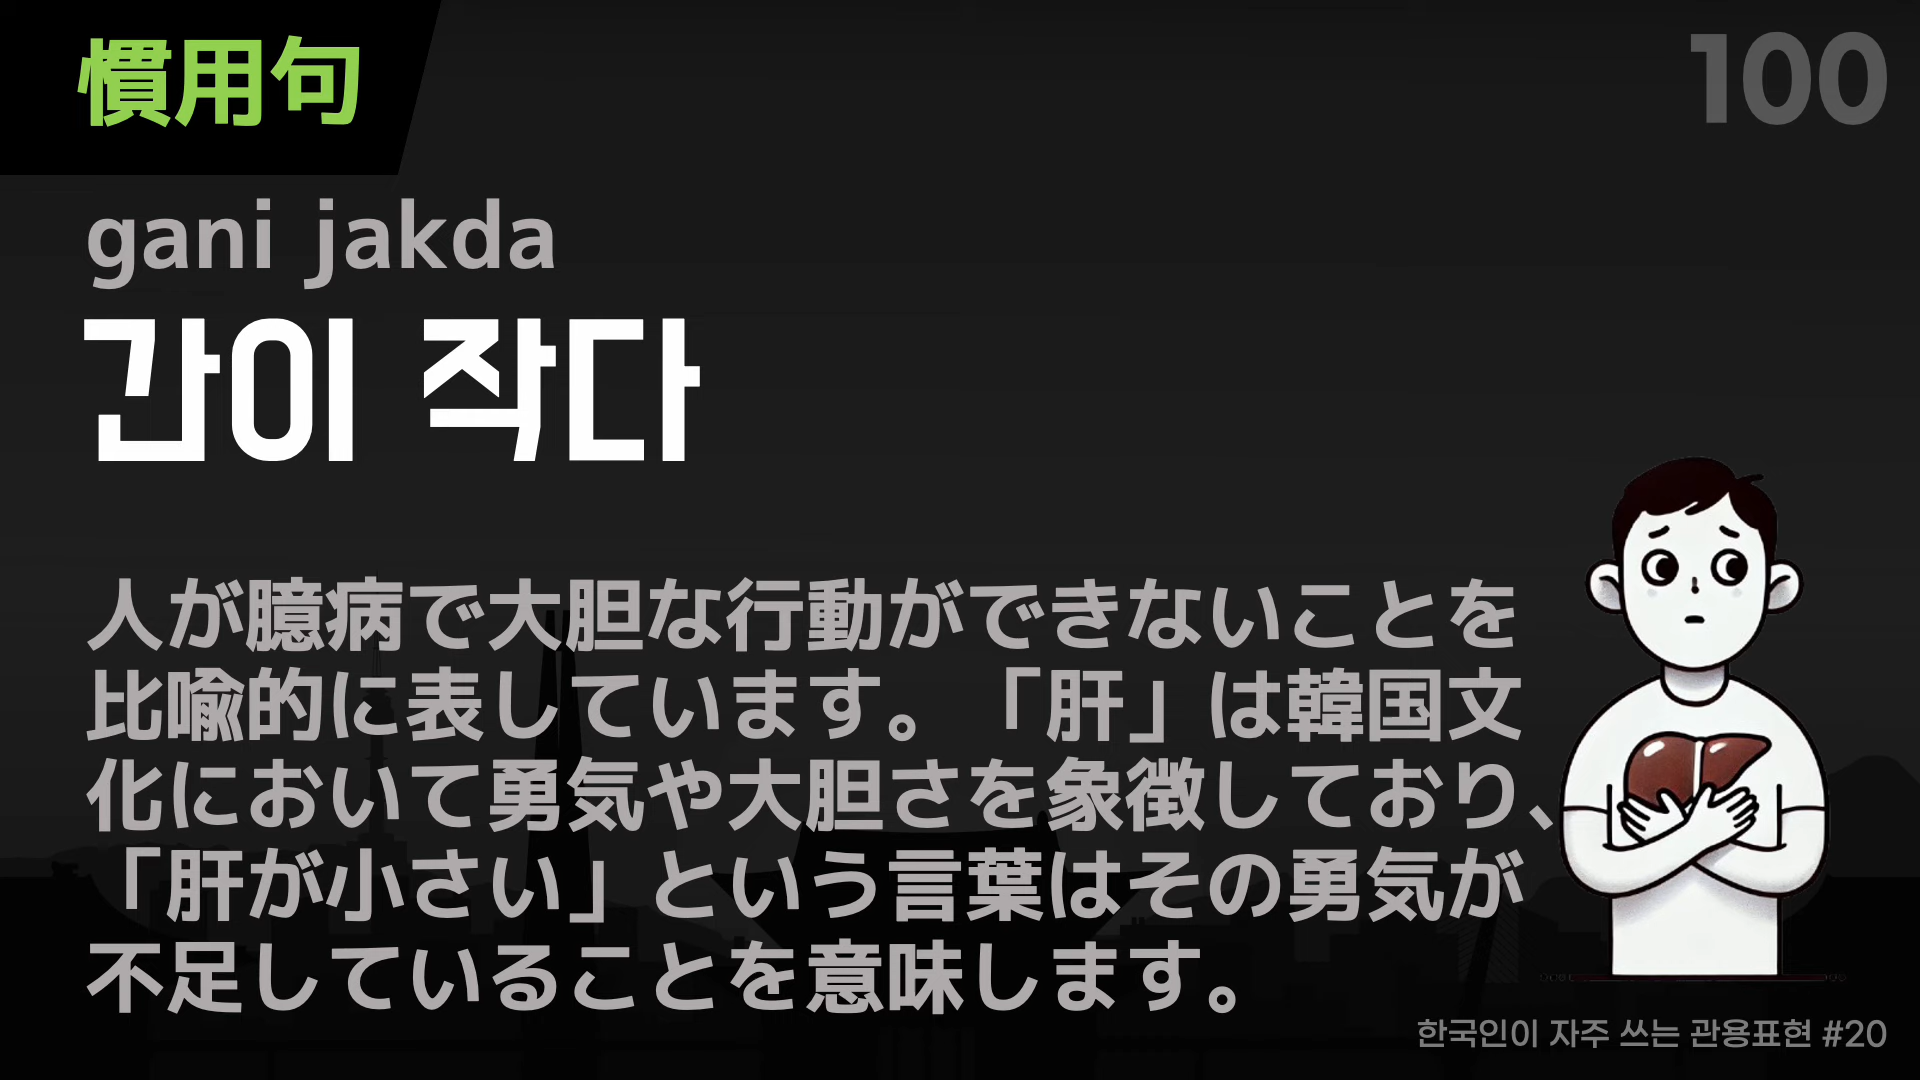 慣用句
100
gani jakda
간이 작다
人が臆病で大胆な行動ができないことを
比喩的に表しています。「肝」は韓国文
化において勇気や大胆さを象徴しており、
「肝が小さい」という言葉はその勇気が
不足していることを意味します。
한국인이 자주 쓰는 관용표현 #20